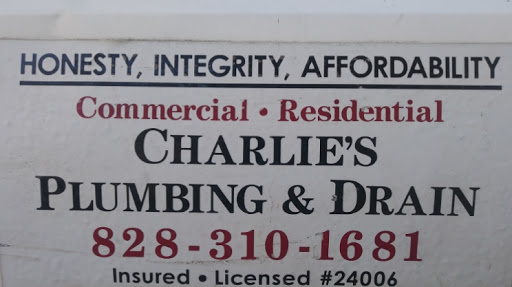 HONESTY, INTEGRITY, AFFORDABILITY
Commercial • Residential
CHARLIE'S
PLUMBING & DRAIN
828-310-1681
Insured • Licensed #24006